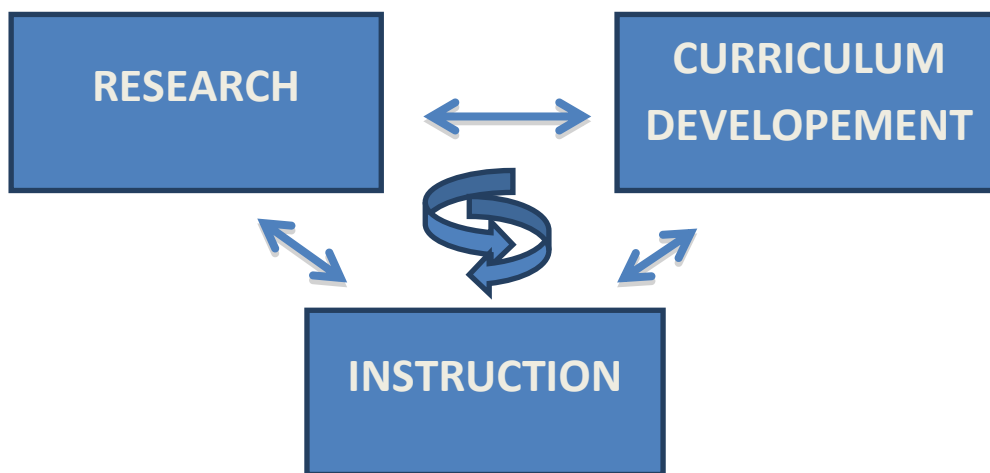 RESEARCH
CURRICULUM
DEVELOPEMENT
INSTRUCTION